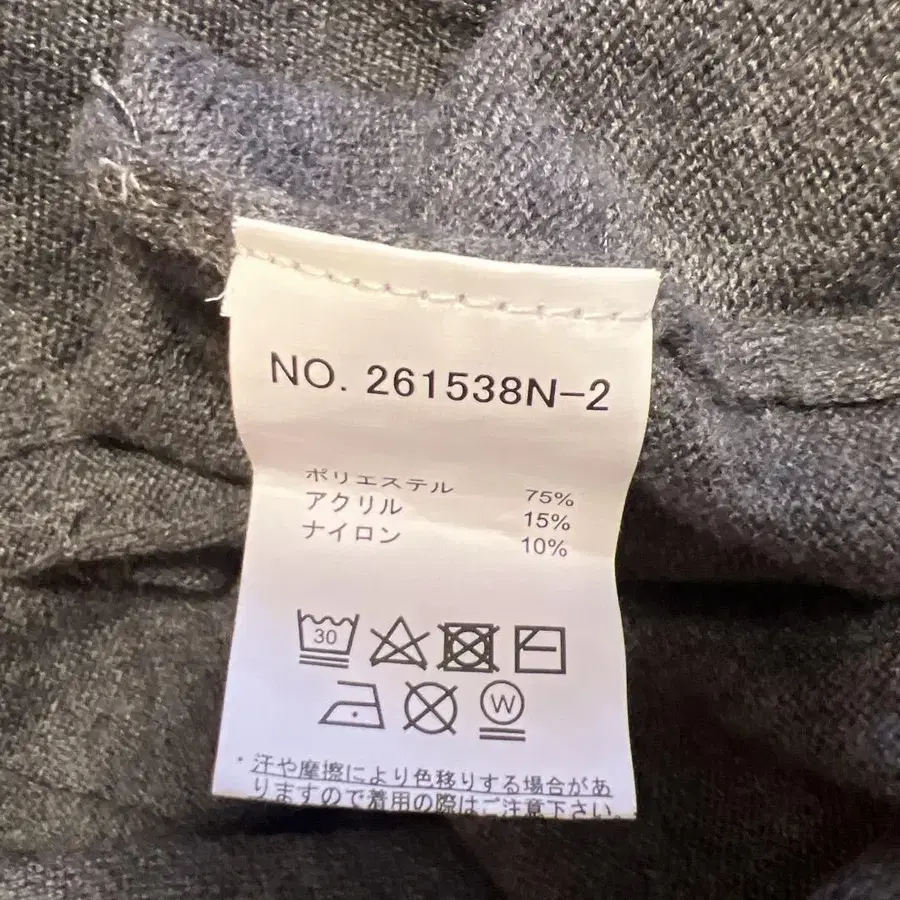 NO. 261538N-2
ポリエステル 75%
アクリル 15%
ナイロン 10%
30
W
・汗や摩擦により色移りする場合があ
りますので着用の際はご注意下さい